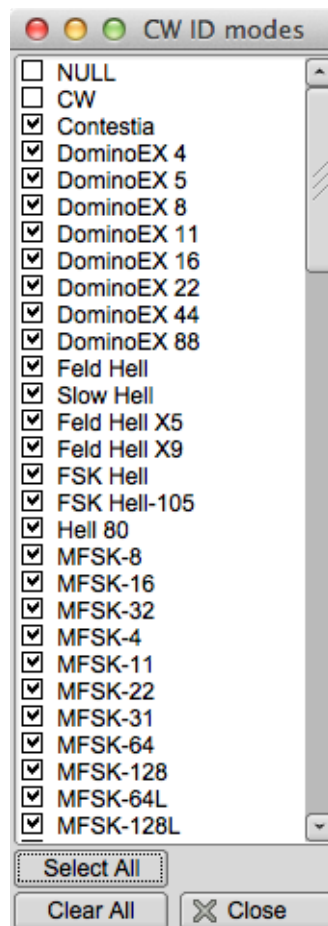 CW ID modes
NULL
CW
Contestia
DominoEX 4
DominoEX 5
DominoEX 8
DominoEX 11
DominoEX 16
DominoEX 22
DominoEX 44
DominoEX 88
Feld Hell
Slow Hell
Feld Hell X5
Feld Hell X9
FSK Hell
FSK Hell-105
Hell 80
MFSK-8
MFSK-16
MFSK-32
MFSK-4
MFSK-11
MFSK-22
MFSK-31
MFSK-64
MFSK-128
MFSK-64L
MFSK-128L
Select All
Clear All Close